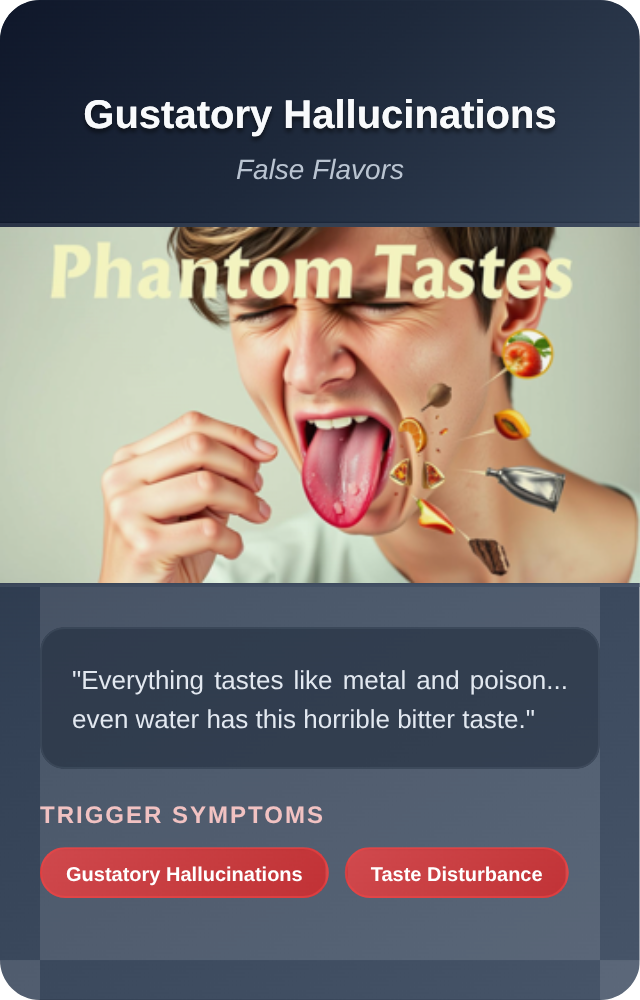 Gustatory Hallucinations
False Flavors
Phantom Tastes
"Everything tastes like metal and poison...
even water has this horrible bitter taste."
TRIGGER SYMPTOMS
Gustatory Hallucinations
Taste Disturbance